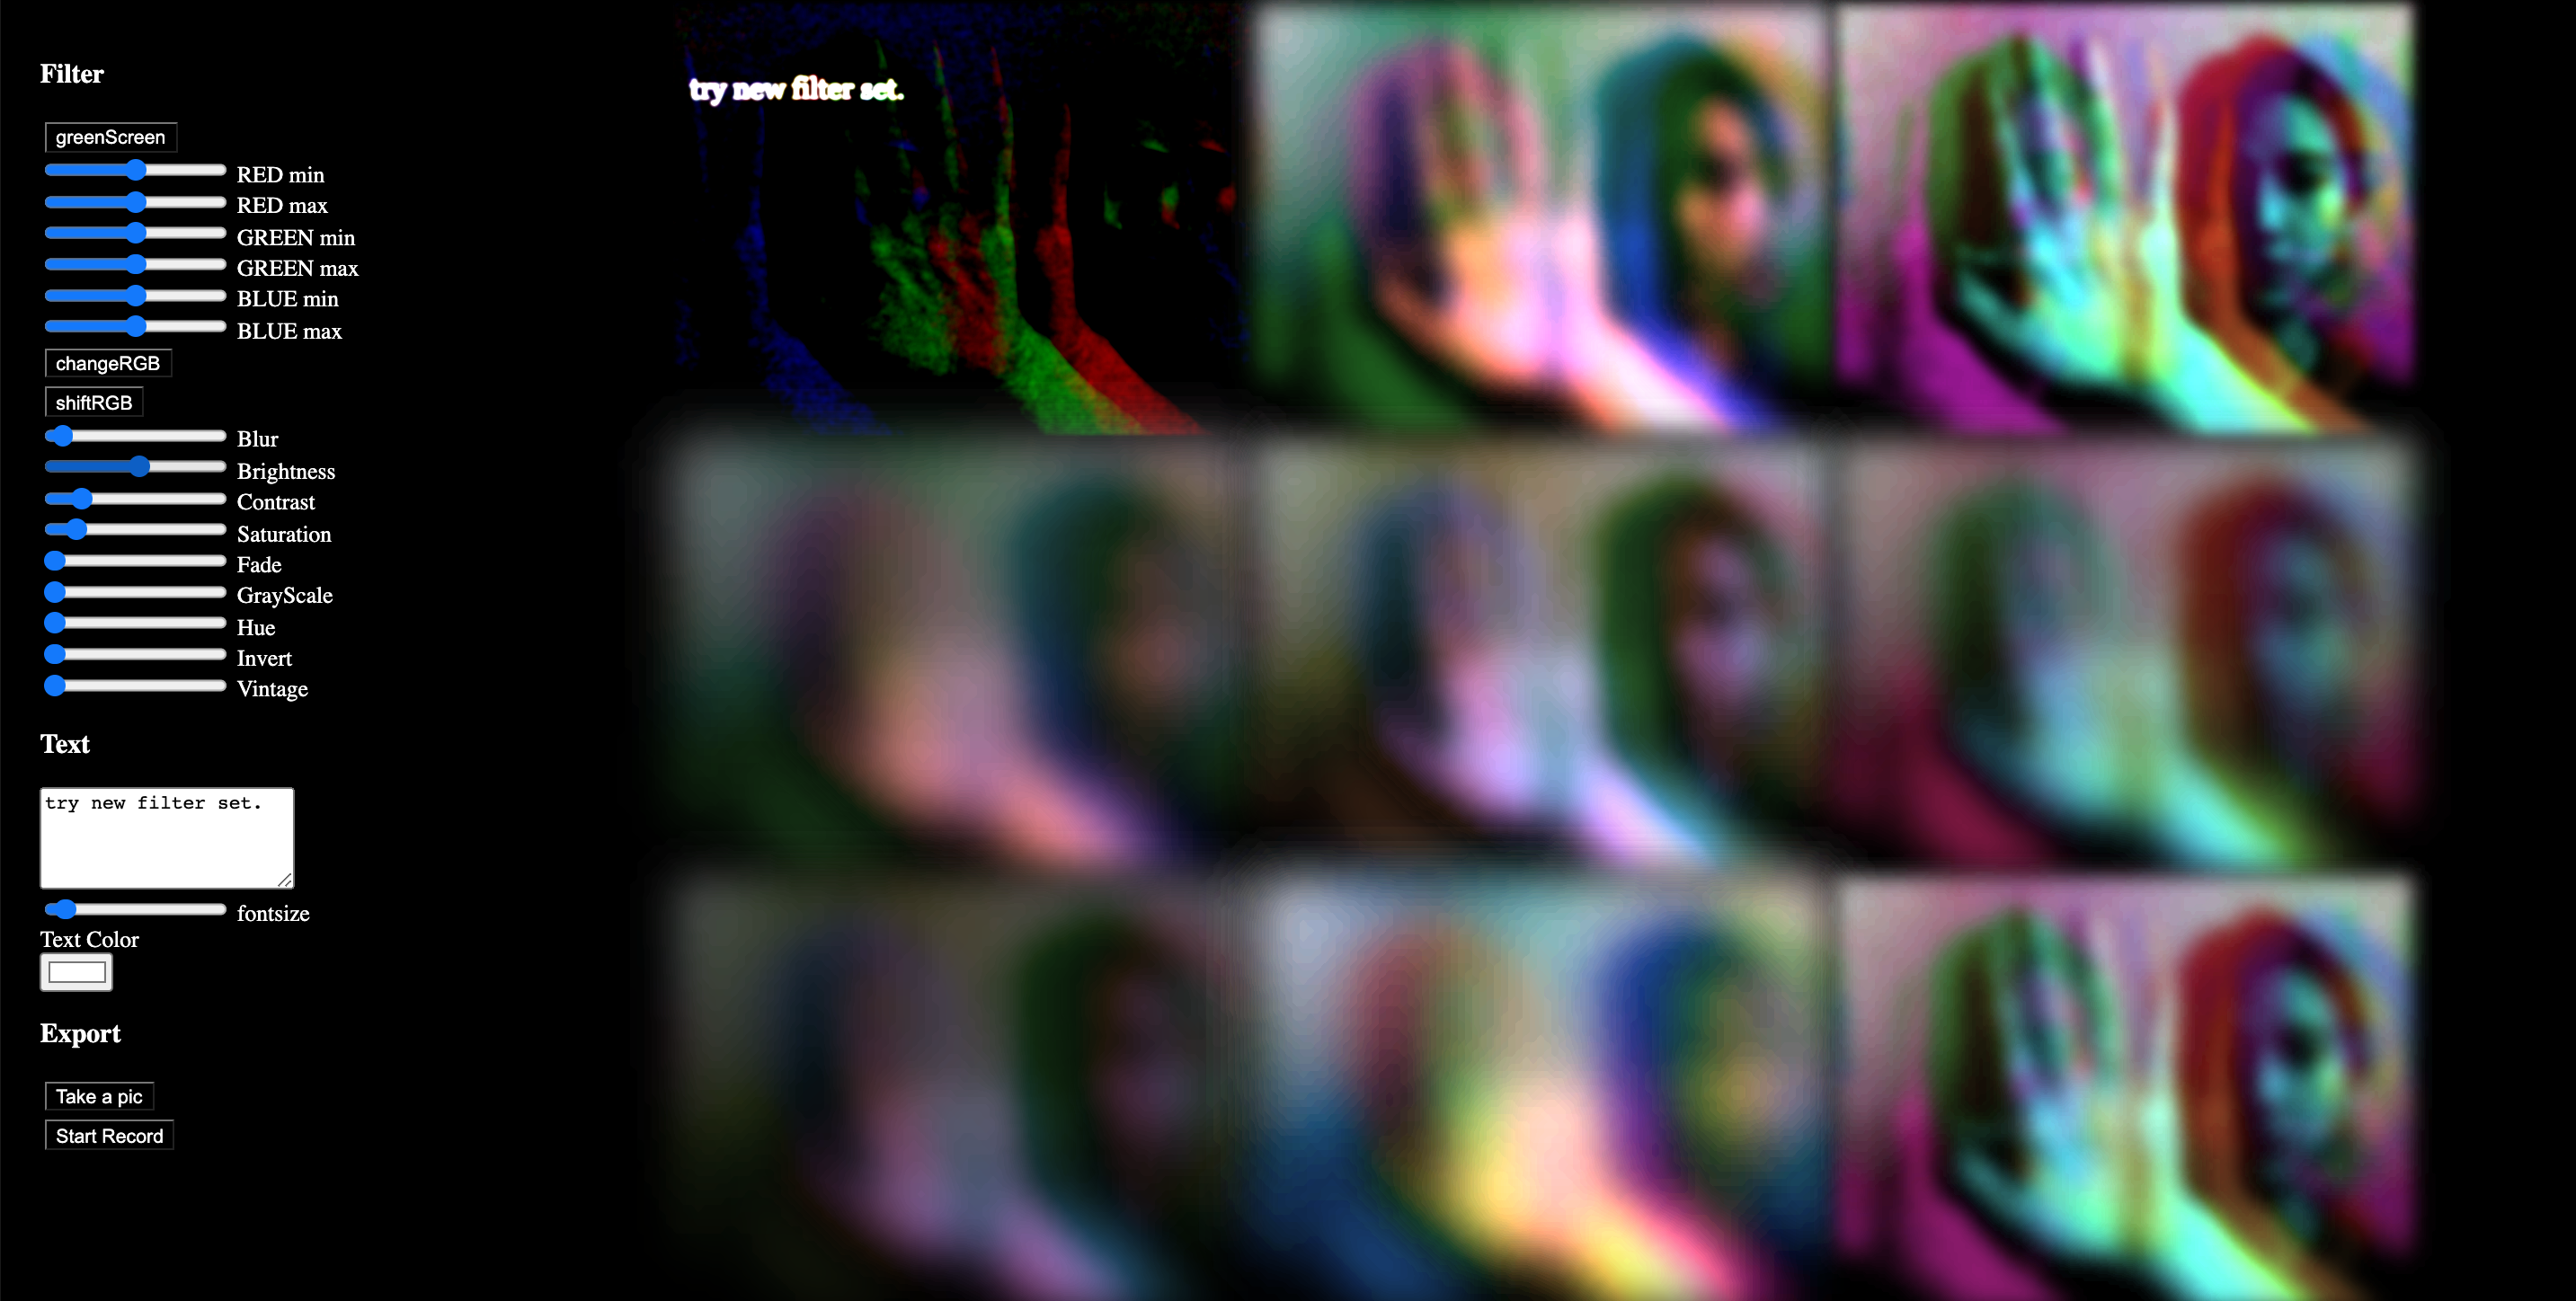 Filter
greenScreen
RED min
RED max
GREEN min
GREEN max
BLUE min
BLUE max
changeRGB
shiftRGB
Blur
Brightness
Contrast
Saturation
Fade
GrayScale
Hue
Invert
Vintage
Text
try new filter set.
fontsize
Text Color
Export
Take a pic
Start Record
try new filter set.